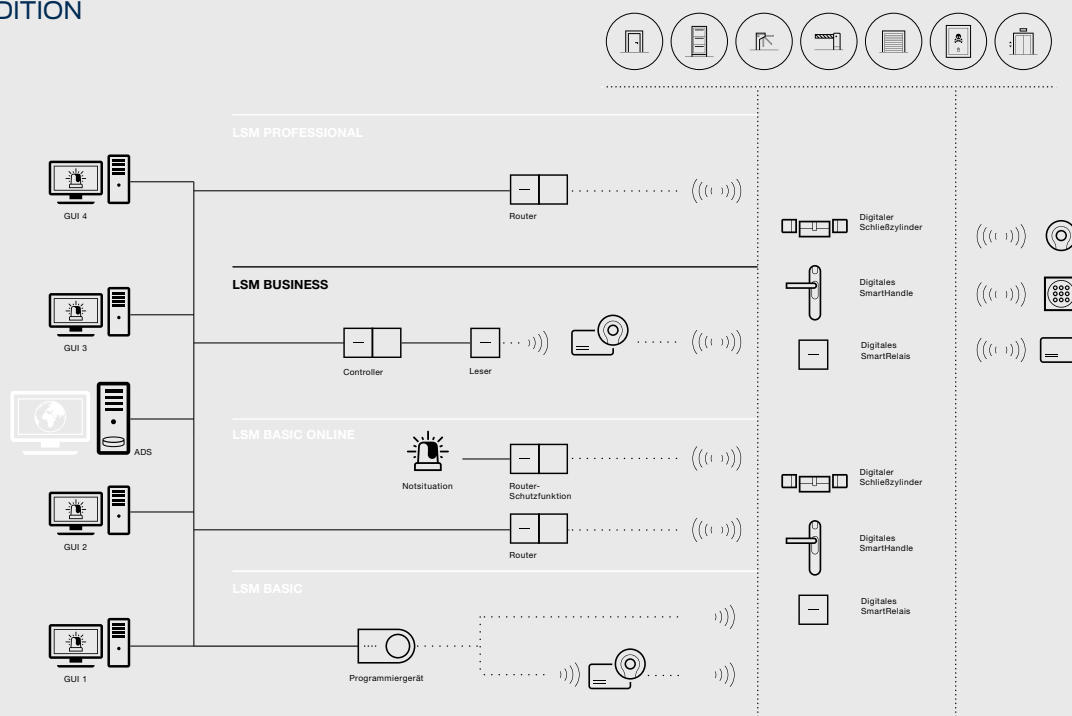 DITION
LSM PROFESSIONAL
GUI 4
Router
Digitaler
Schließzylinder
LSM BUSINESS
Digitales
SmartHandle
GUI 3
Controller
Leser
Digitales
SmartRelais
LSM BASIC ONLINE
ADS
Notsituation
Router-
Schutzfunktion
Digitaler
Schließzylinder
GUI 2
Router
Digitales
SmartHandle
LSM BASIC
Digitales
SmartRelais
GUI 1
Programmiergerät